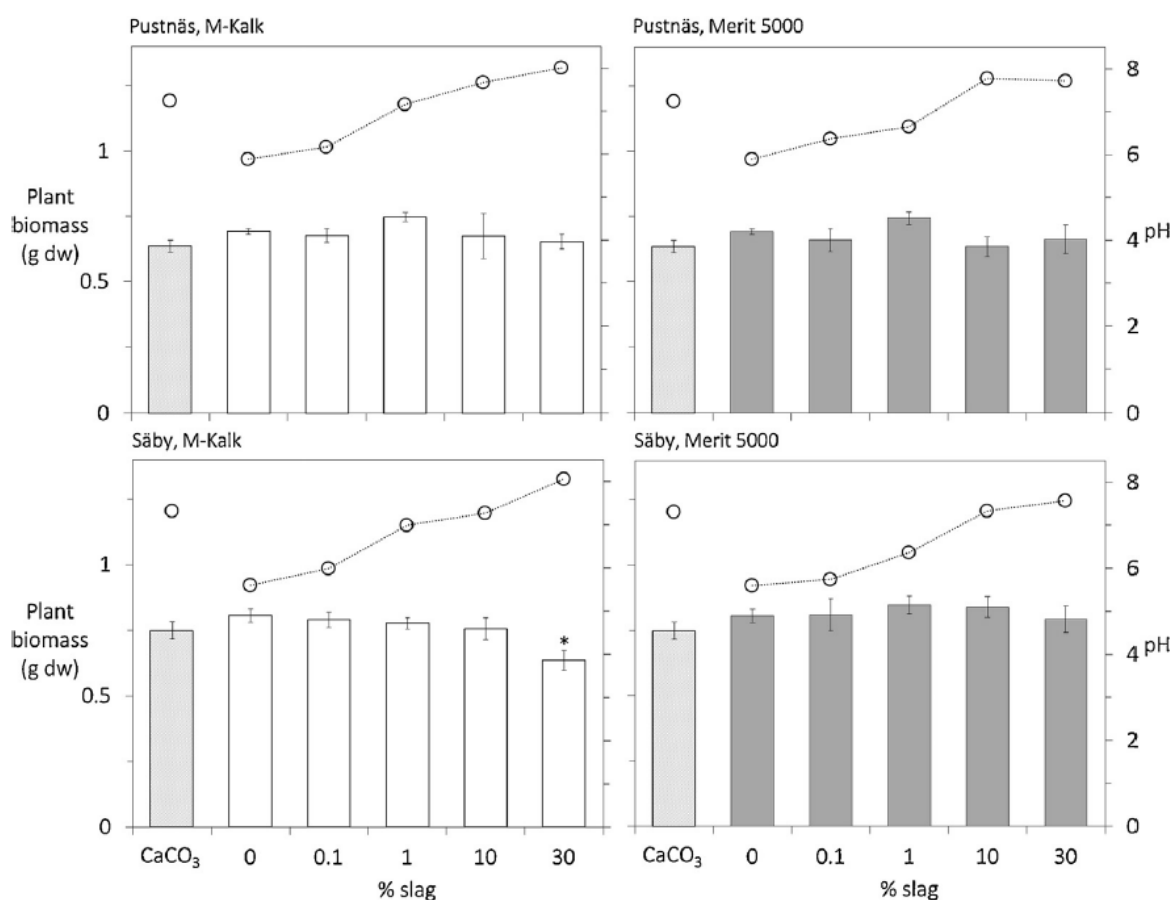 Pustnäs, M-Kalk
Pustnäs, Merit 5000
1
0.5
0
Plant
biomass
(g dw)
8
6
4
2
0
pH
Säby, M-Kalk
Säby, Merit 5000
1
0.5
0
Plant
biomass
(g dw)
*
8
6
4
2
0
pH
CaCO₃ 0 0.1 1 10 30
% slag
CaCO₃ 0 0.1 1 10 30
% slag